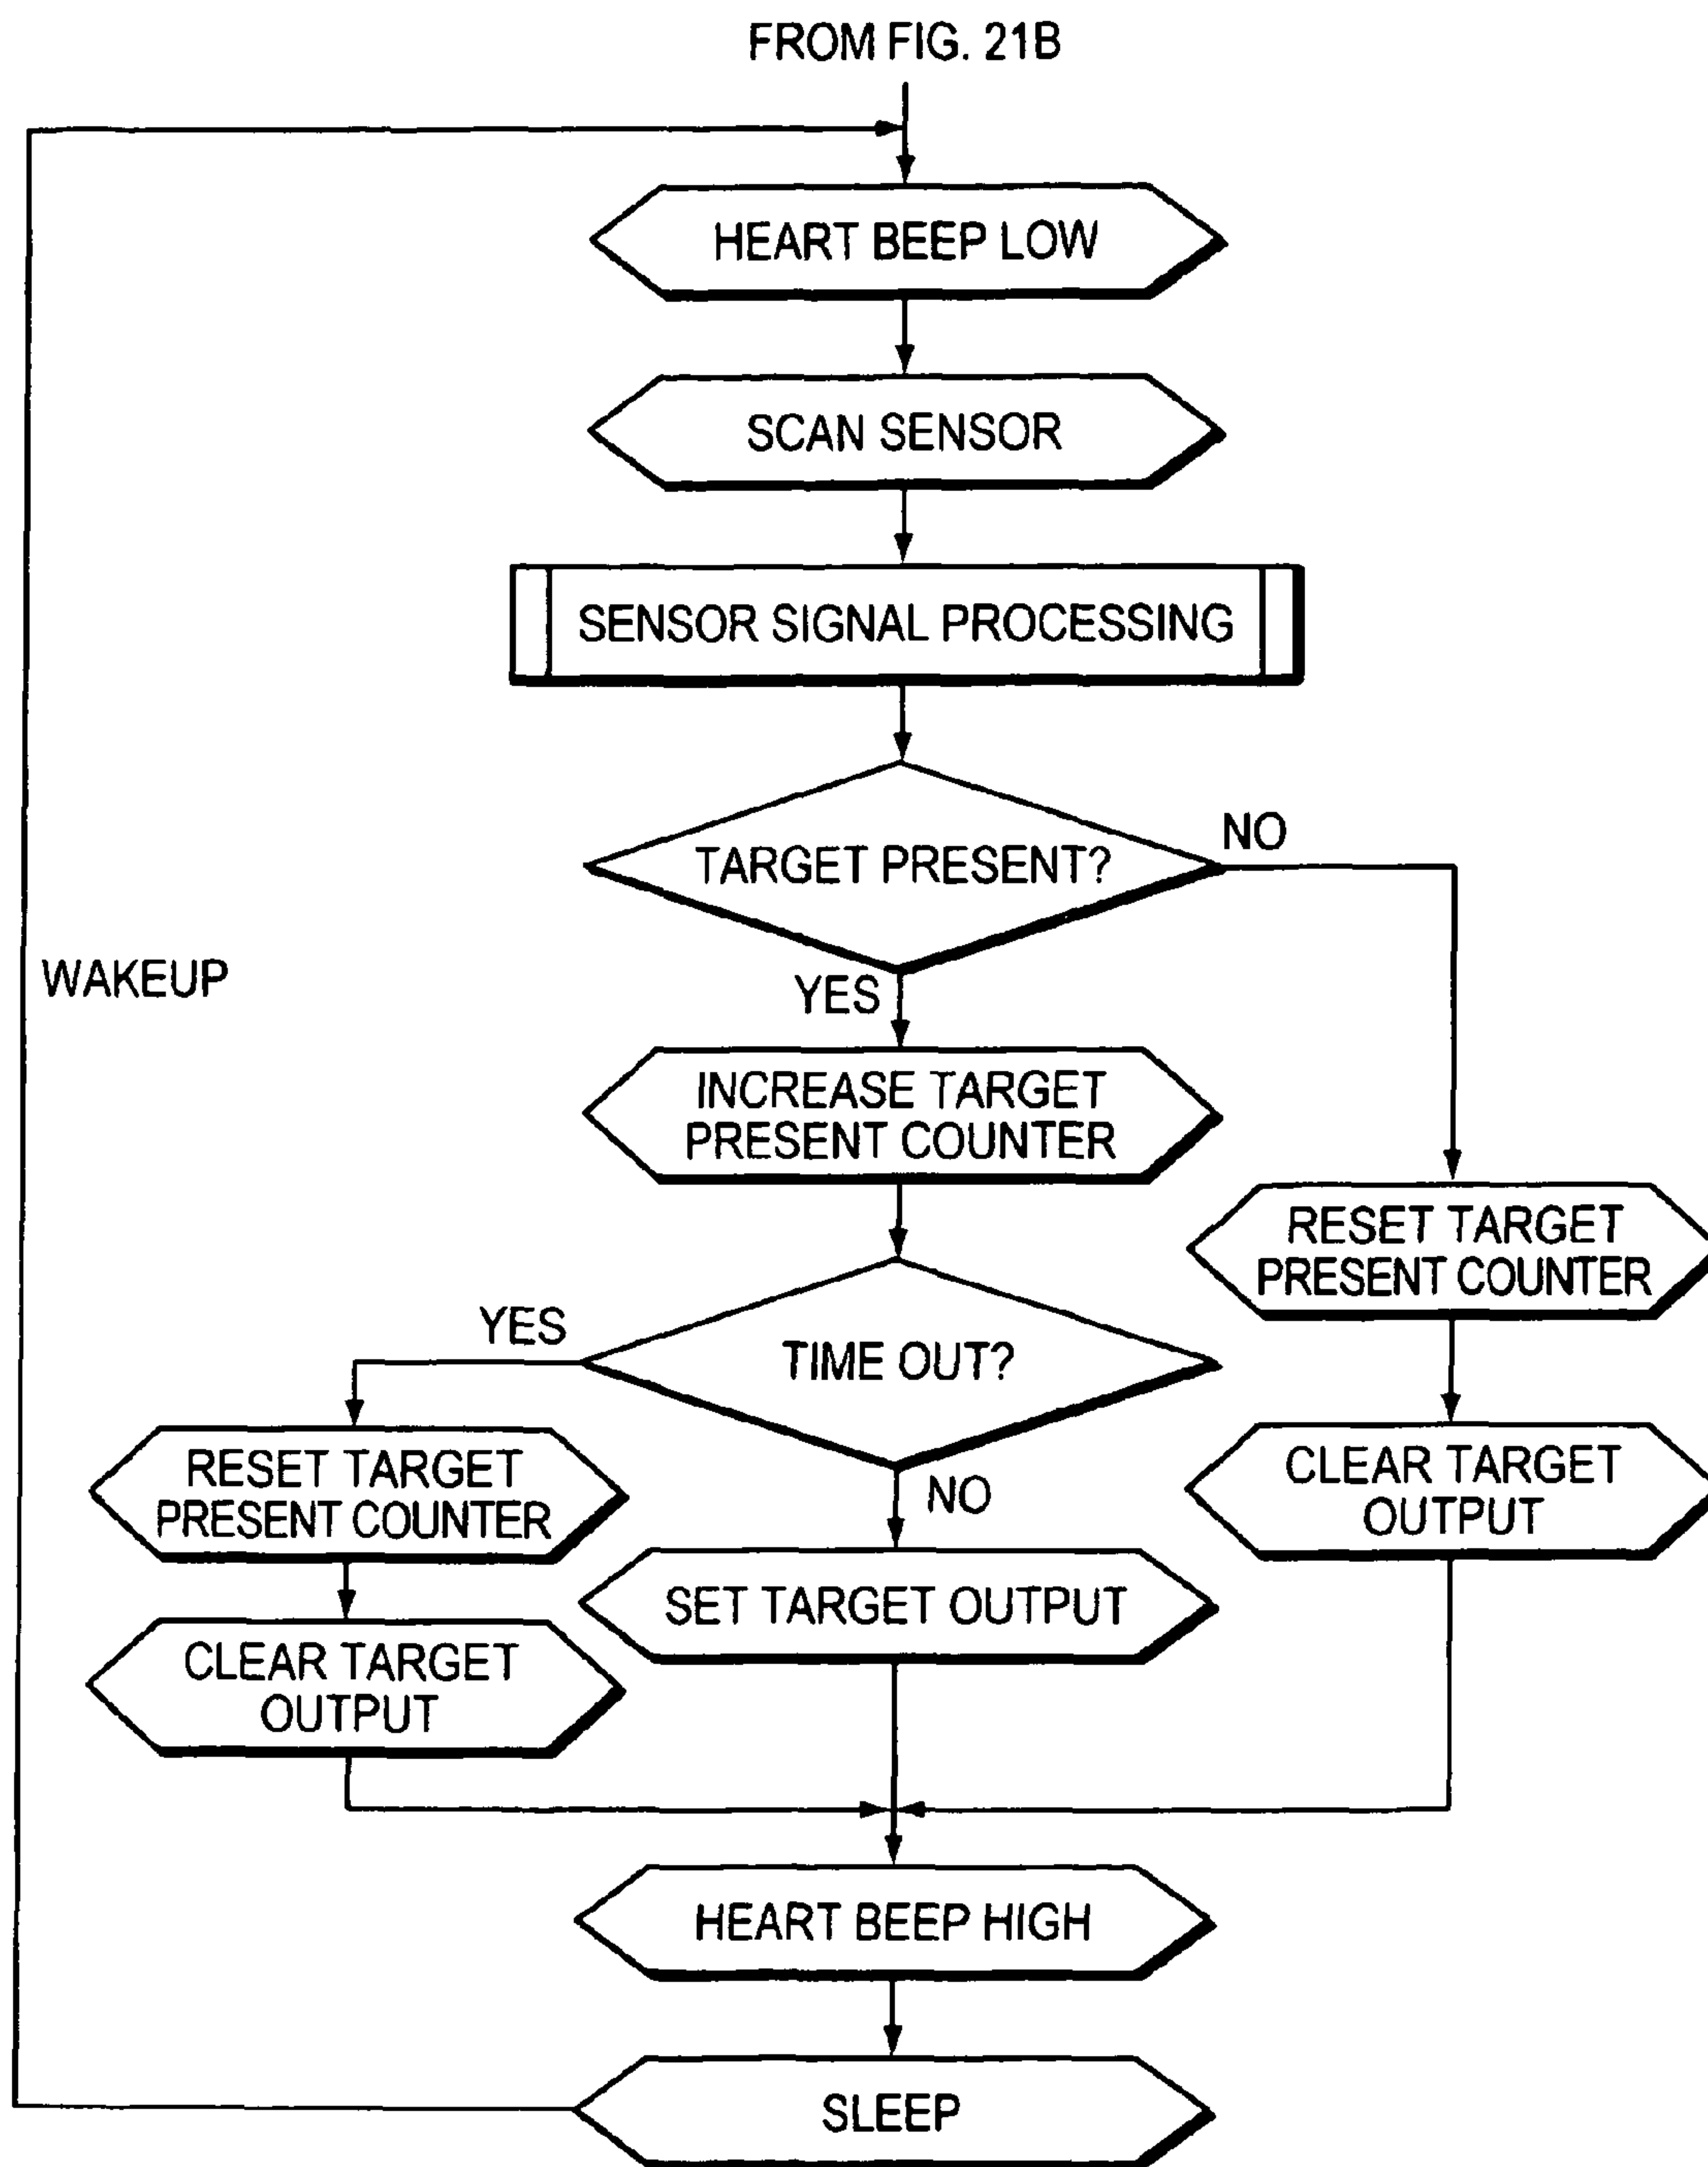 FROM FIG. 21B
HEART BEEP LOW
SCAN SENSOR
SENSOR SIGNAL PROCESSING
TARGET PRESENT?
NO
WAKEUP
YES
INCREASE TARGET
PRESENT COUNTER
RESET TARGET
PRESENT COUNTER
YES
TIME OUT?
RESET TARGET
PRESENT COUNTER
NO
CLEAR TARGET
OUTPUT
SET TARGET OUTPUT
CLEAR TARGET
OUTPUT
HEART BEEP HIGH
SLEEP